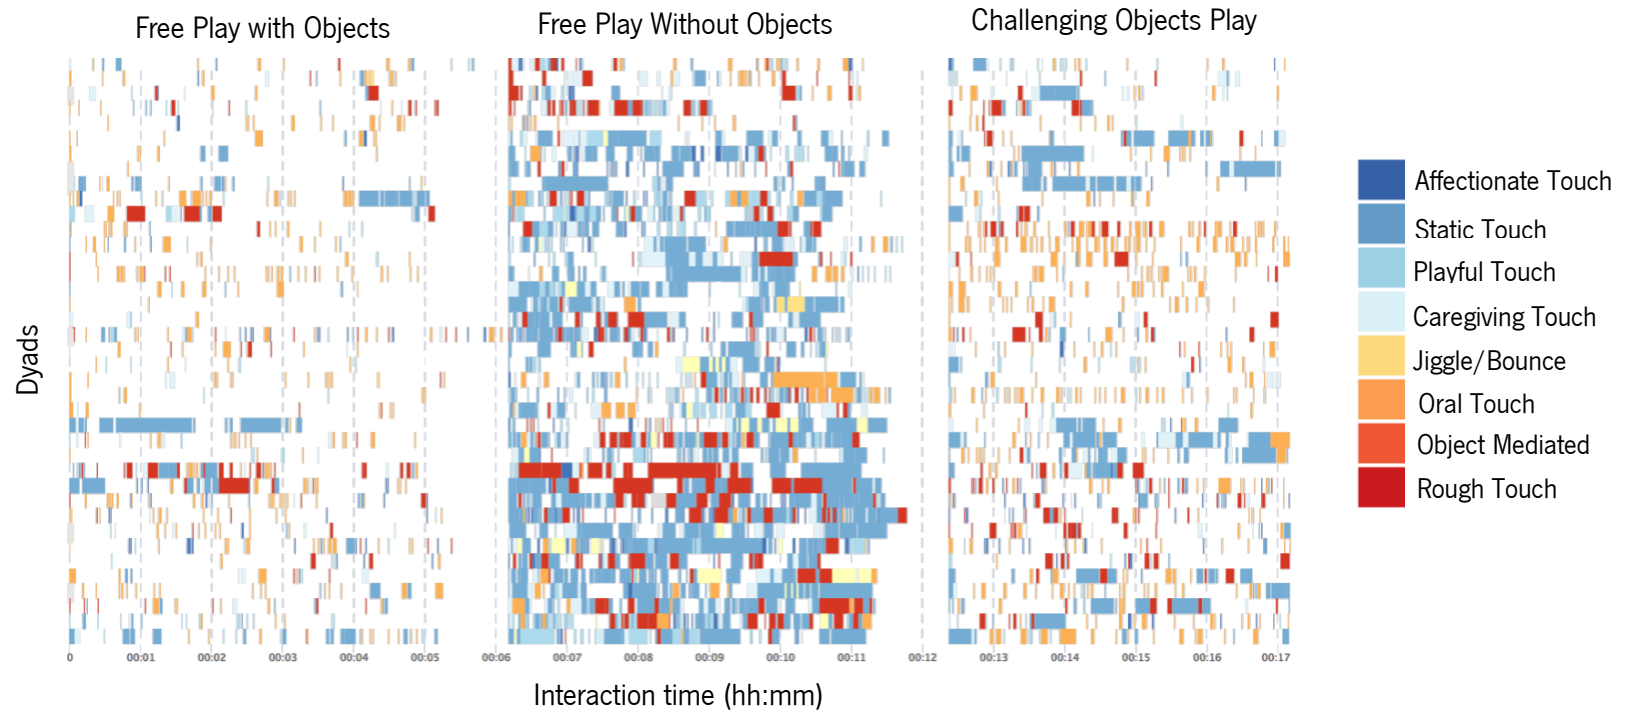 Free Play with Objects
Free Play Without Objects
Challenging Objects Play
Dyads
Affectionate Touch
Static Touch
Playful Touch
Caregiving Touch
Jiggle/Bounce
Oral Touch
Object Mediated
Rough Touch
0 00:01 00:02 00:03 00:04 00:05 00:06 00:07 00:08 00:09 00:10 00:11 00:12 00:13 00:14 00:15 00:16 00:17
Interaction time (hh:mm)